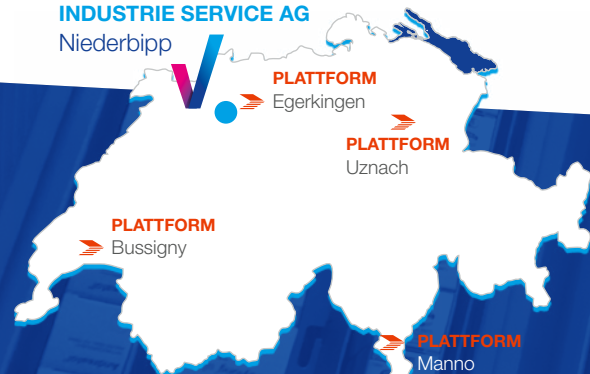 INDUSTRIE SERVICE AG
Niederbipp
PLATTFORM
Egerkingen
PLATTFORM
Uznach
PLATTFORM
Bussigny
PLATTFORM
Manno